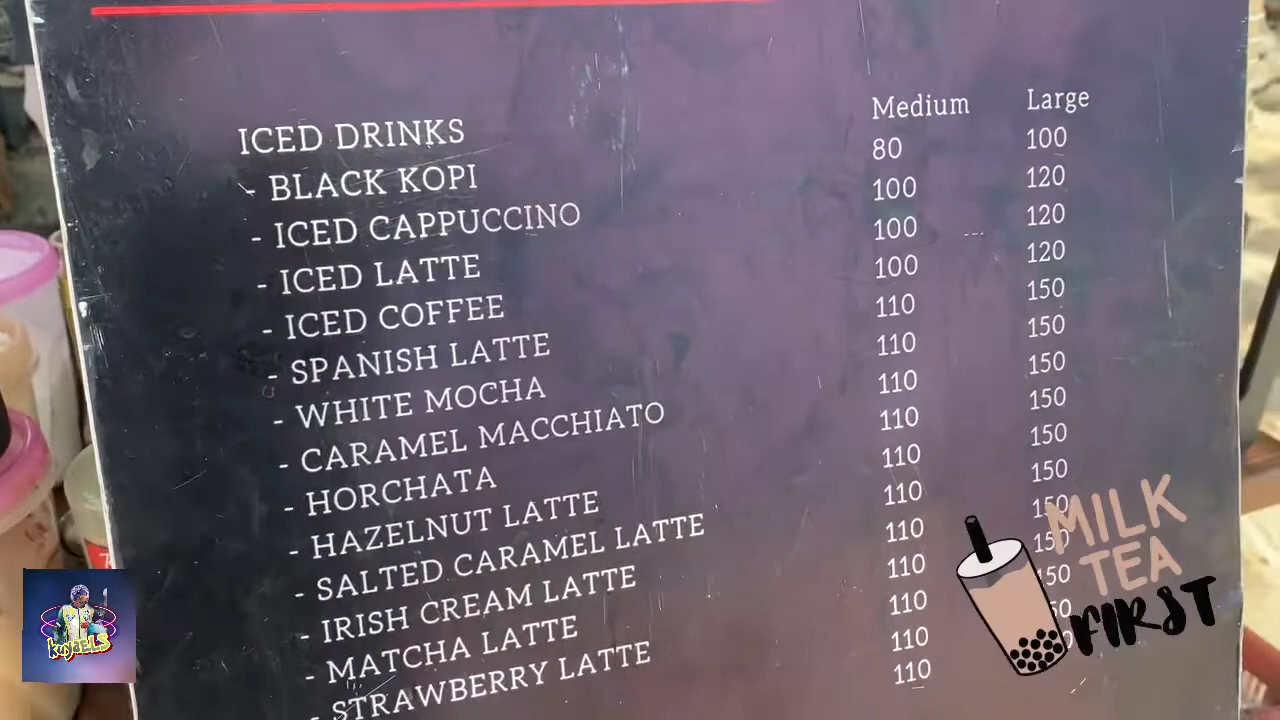 ICED DRINKS
- BLACK KOPI
- ICED CAPPUCCINO
- ICED LATTE
- ICED COFFEE
- SPANISH LATTE
- WHITE MOCHA
- CARAMEL MACCHIATO
- HORCHATA
- HAZELNUT LATTE
- SALTED CARAMEL LATTE
- IRISH CREAM LATTE
- MATCHA LATTE
- STRAWBERRY LATTE
Medium
80
100
100
100
110
110
110
110
110
110
110
110
110
110
110
Large
100
120
120
120
150
150
150
150
150
150
150
MILK
TEA
FIRST
kuyaELS